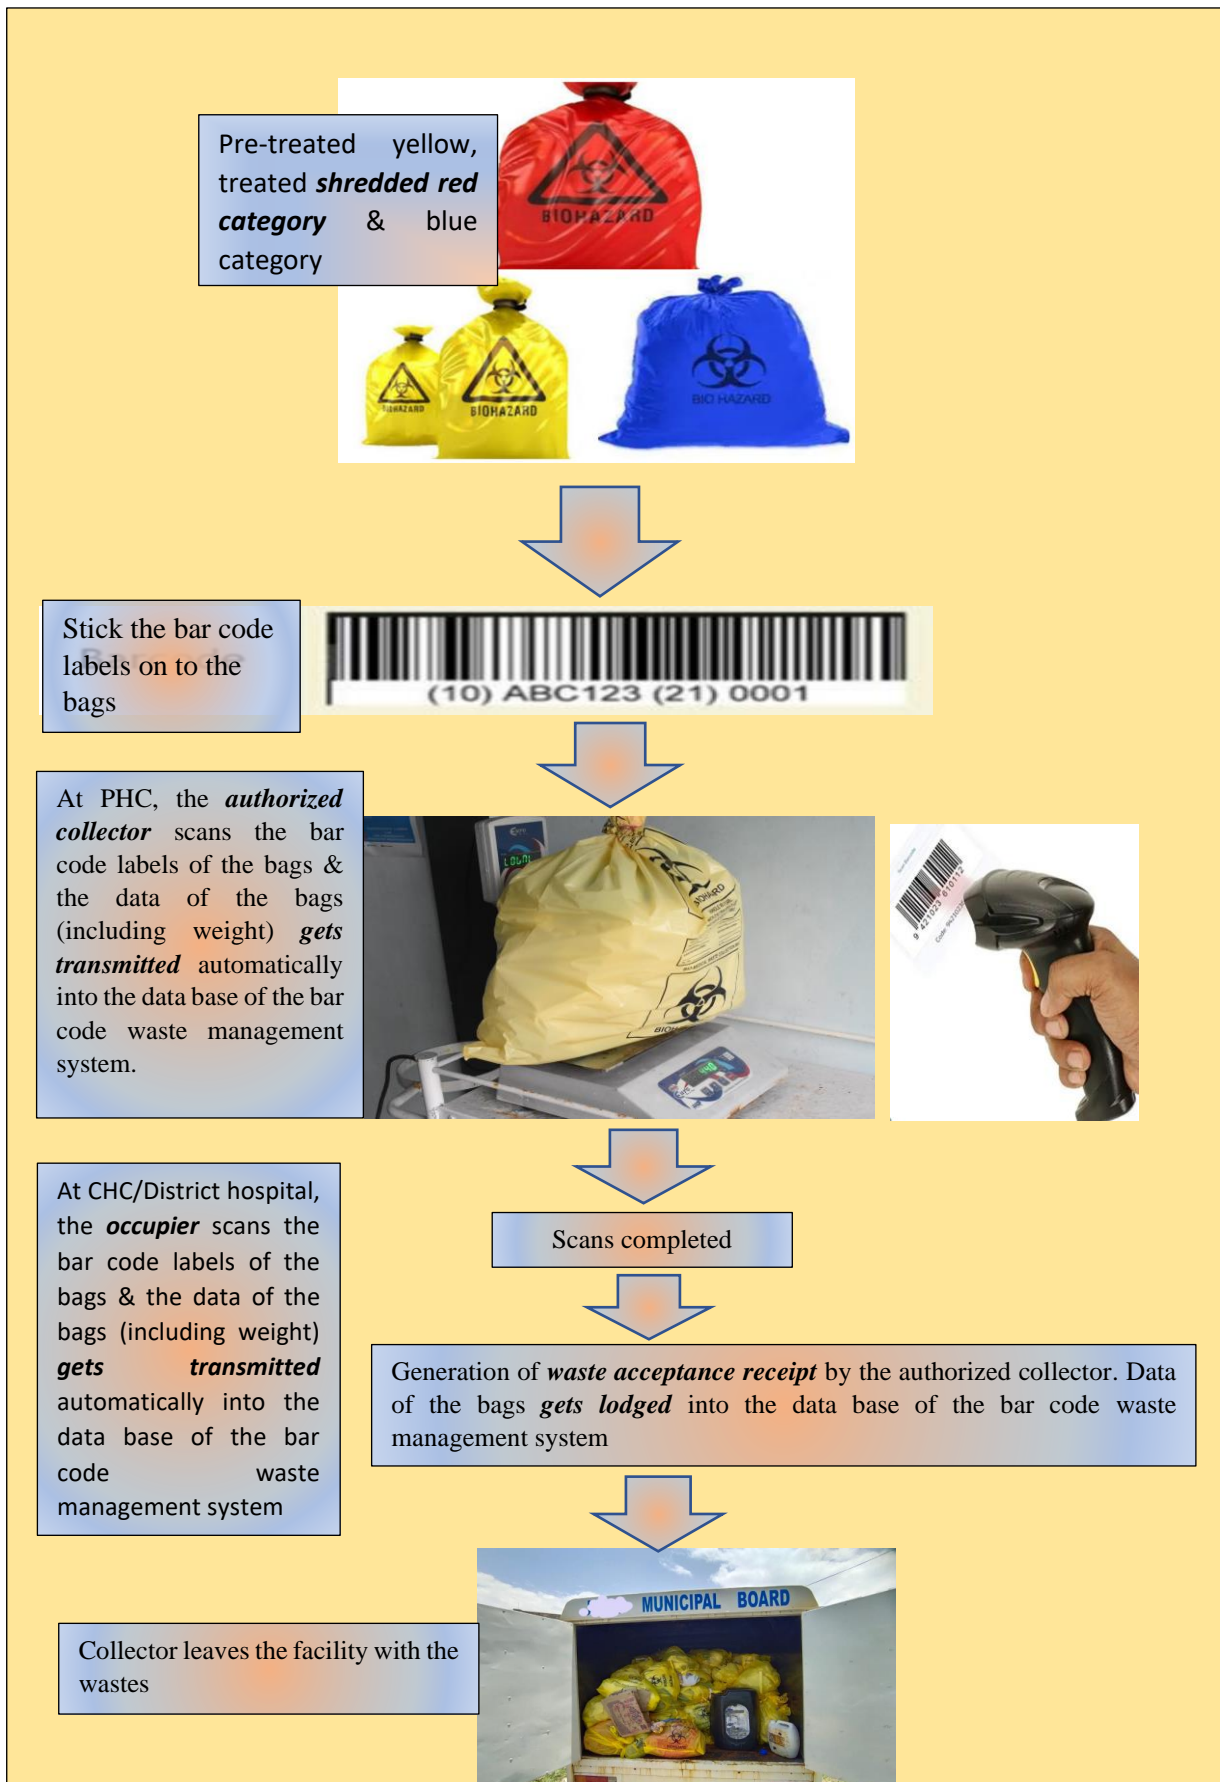 Pre-treated yellow,
treated shredded red
category & blue
category
BIOHAZARD
BIOHAZARD
BIOHAZARD
BIO HAZARD
Stick the bar code
labels on to the
bags
(10) ABC123 (21) 0001
At PHC, the authorized
collector scans the bar
code labels of the bags &
the data of the bags
(including weight) gets
transmitted automatically
into the data base of the bar
code waste management
system.
BIOHAZARD
9 421023 610112
At CHC/District hospital,
the occupier scans the
bar code labels of the
bags & the data of the
bags (including weight)
gets transmitted
automatically into the
data base of the bar
code waste
management system
Scans completed
Generation of waste acceptance receipt by the authorized collector. Data
of the bags gets lodged into the data base of the bar code waste
management system
MUNICIPAL BOARD
Collector leaves the facility with the
wastes